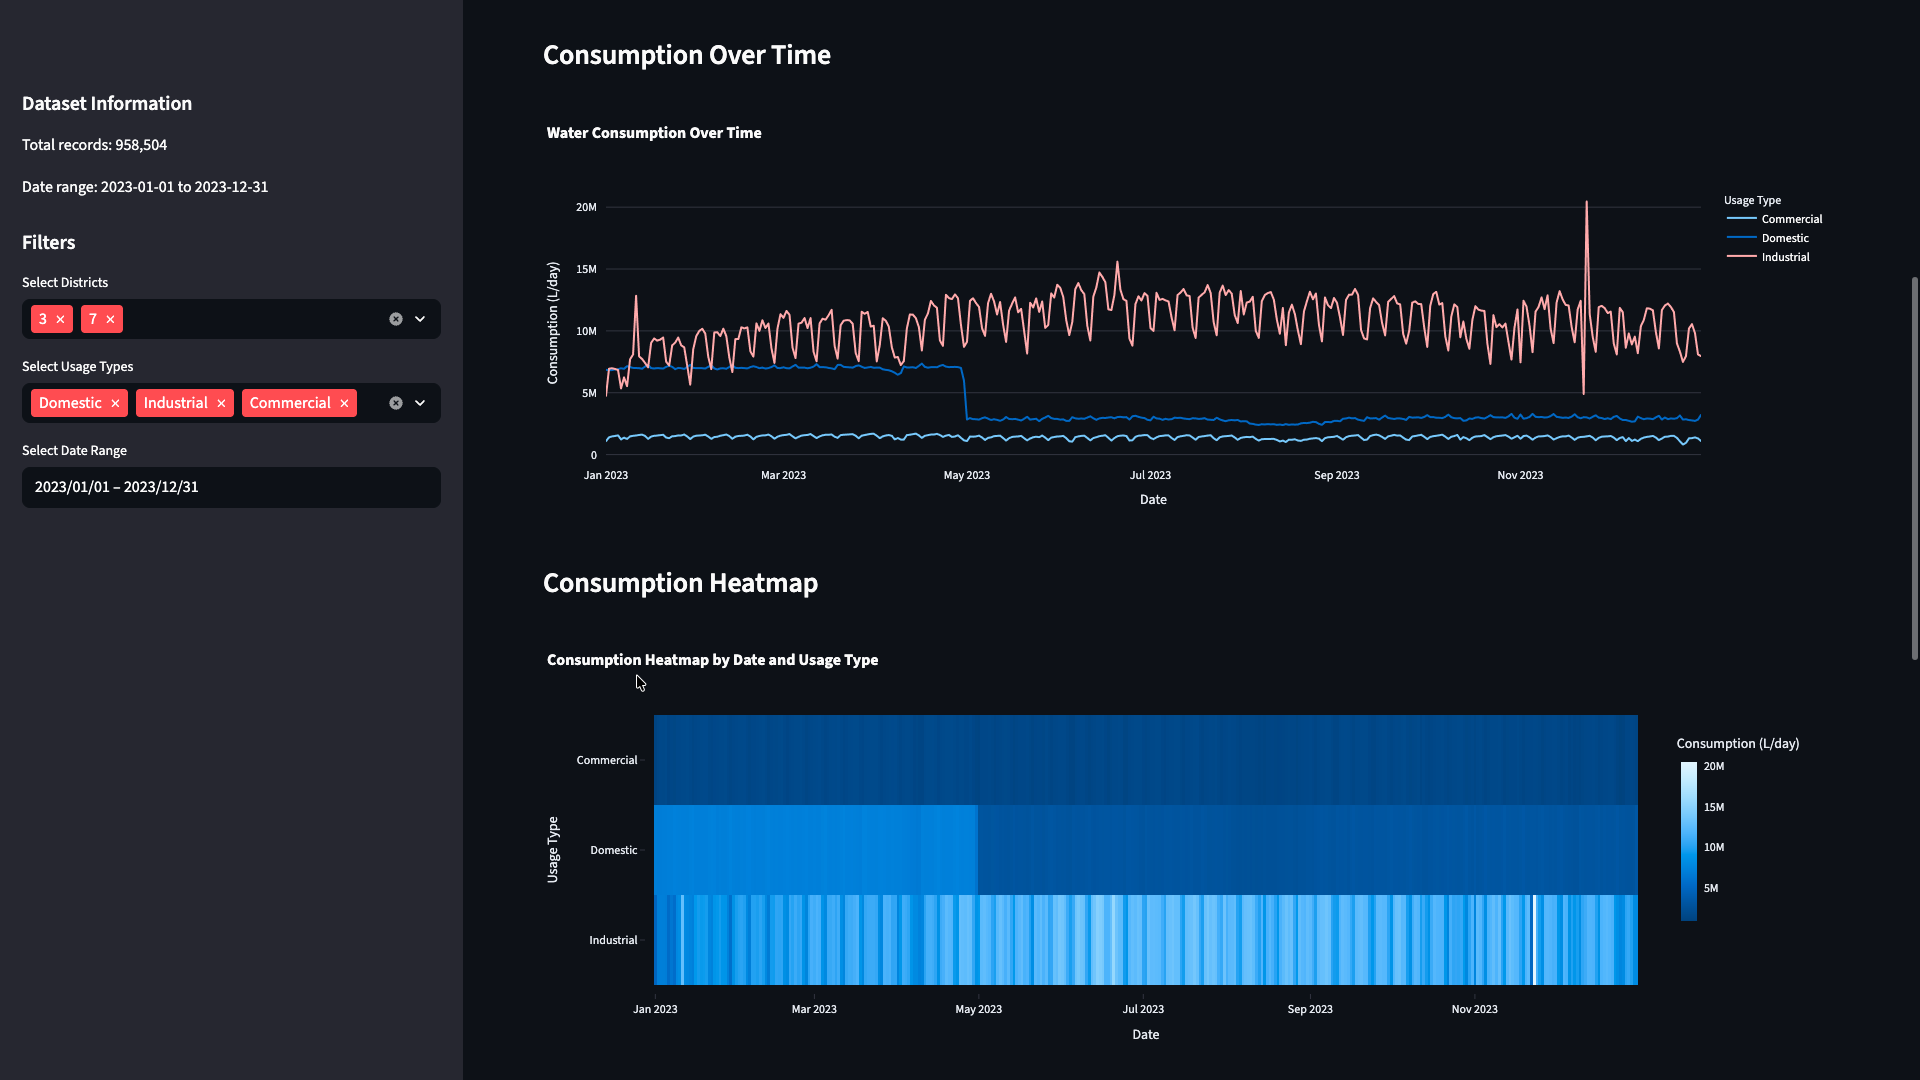 Dataset Information
Total records: 958,504
Date range: 2023-01-01 to 2023-12-31
Filters
Select Districts
3 7
Select Usage Types
Domestic Industrial Commercial
Select Date Range
2023/01/01 – 2023/12/31
Consumption Over Time
Water Consumption Over Time
Consumption (L/day)
20M
15M
10M
5M
0
Jan 2023 Mar 2023 May 2023 Jul 2023 Sep 2023 Nov 2023
Date
Usage Type
Commercial
Domestic
Industrial
Consumption Heatmap
Consumption Heatmap by Date and Usage Type
Usage Type
Commercial
Domestic
Industrial
Jan 2023 Mar 2023 May 2023 Jul 2023 Sep 2023 Nov 2023
Date
Consumption (L/day)
20M
15M
10M
5M